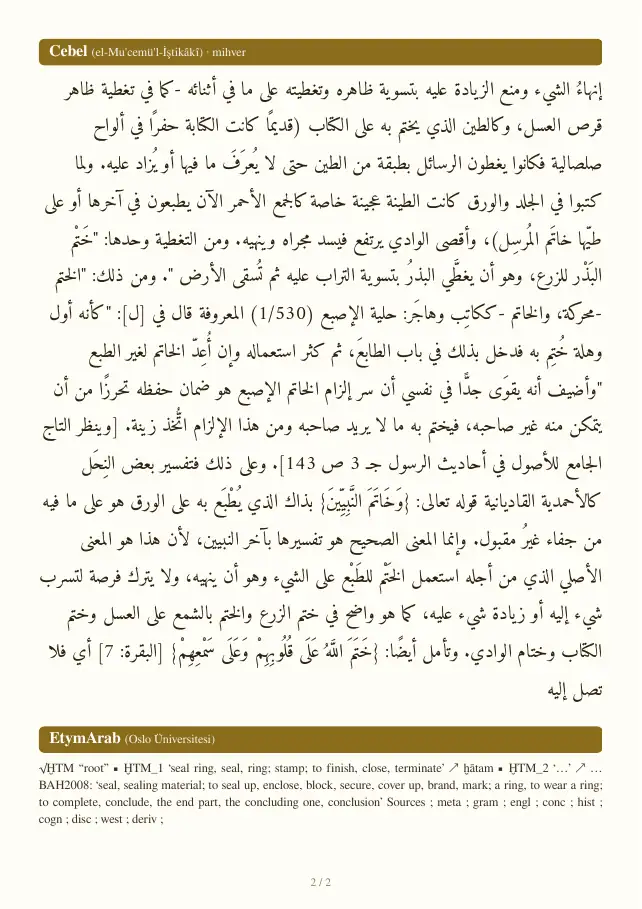 Cebel (el-Mu'cemü'l-İştikâkî) · mihver
إنهاءُ الشيء ومنع الزيادة عليه بتسوية ظاهره وتغطيته على ما في أثنائه -كما في تغطية ظاهر
قرص العسل، وكالطين الذي يختم به على الكتاب (قديمًا كانت الكتابة حفرًا في ألواح
صلصالية فكانوا يغطون الرسائل بطبقة من الطين حتى لا يُعرَفَ ما فيها أو يُزاد عليه. ولما
كتبوا في الجلد والورق كانت الطينة عجينة خاصة كالجمع الأحمر الآن يطبعون في آخرها أو على
طيّها خاتَم المُرسِل)، وأقصى الوادي يرتفع فيسد مجراه وينهيه. ومن التغطية وحدها: "خَتْم
البَذْر للزرع، وهو أن يغطَّي البذرُ بتسوية التراب عليه ثم تُسقى الأرض ". ومن ذلك: "الختم
-محركة، والخاتم -ككاتِب وهاجَر: حلية الإصبع (1/530) المعروفة قال في [ل]: "كأنه أول
وهلة خُتِم به فدخل بذلك في باب الطابعَ، ثم كثر استعماله وإن أُعِدّ الخاتم لغير الطبع
"وأضيف أنه يقوَى جدًّا في نفسي أن سر إلزام الخاتم الإصبع هو ضمان حفظه تحرزًا من أن
يتمكن منه غير صاحبه، فيختم به ما لا يريد صاحبه ومن هذا الإلزام اتُّخذ زينة. [وينظر التاج
الجامع للأصول في أحاديث الرسول جـ 3 ص 143]. وعلى ذلك فتفسير بعض النِحَل
كالأحمدية القاديانية قوله تعالى: {وَخَاتَمَ النَّبِيِّينَ} بذاك الذي يُطْبَع به على الورق هو على ما فيه
من جفاء غيرُ مقبول. وإنما المعنى الصحيح هو تفسيرها بآخر النبيين، لأن هذا هو المعنى
الأصلي الذي من أجله استعمل الخَتْم للطَبْع على الشيء وهو أن ينهيه، ولا يترك فرصة لتسرب
شيء إليه أو زيادة شيء عليه، كما هو واضح في ختم الزرع والختم بالشمع على العسل وختم
الكتاب وختام الوادي. وتأمل أيضًا: {خَتَمَ اللَّهُ عَلَى قُلُوبِهِمْ وَعَلَى سَمْعِهِمْ} [البقرة: 7] أي فلا
تصل إليه
EtymArab (Oslo Üniversitesi)
√ḪTM “root” ▪ ḪTM_1 ‘seal ring, seal, ring; stamp; to finish, close, terminate’ ↗ ḫātam ▪ ḪTM_2 ‘…’ ↗ …
BAH2008: ‘seal, sealing material; to seal up, enclose, block, secure, cover up, brand, mark; a ring, to wear a ring;
to complete, conclude, the end part, the concluding one, conclusion’ Sources ; meta ; gram ; engl ; conc ; hist ;
cogn ; disc ; west ; deriv ;
2 / 2